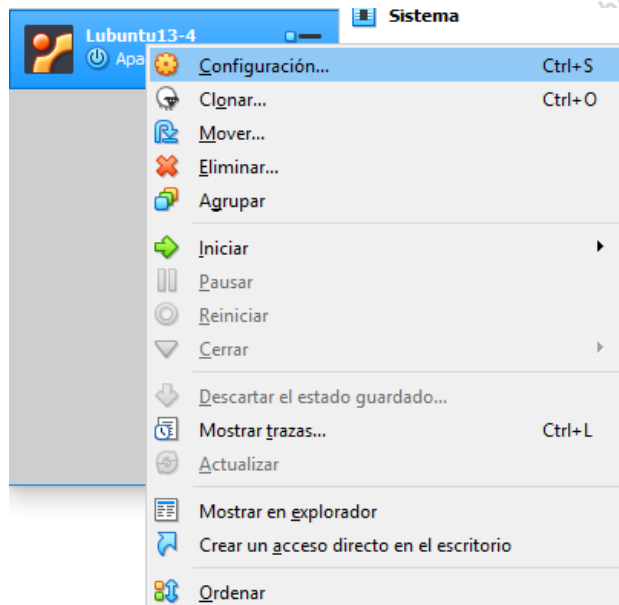 Sistema
Lubuntu13-4
Apa
Configuración... Ctrl+S
Clonar... Ctrl+O
Mover...
Eliminar...
Agrupar
Iniciar
Pausar
Reiniciar
Cerrar
Descartar el estado guardado...
Mostrar trazas... Ctrl+L
Actualizar
Mostrar en explorador
Crear un acceso directo en el escritorio
Ordenar